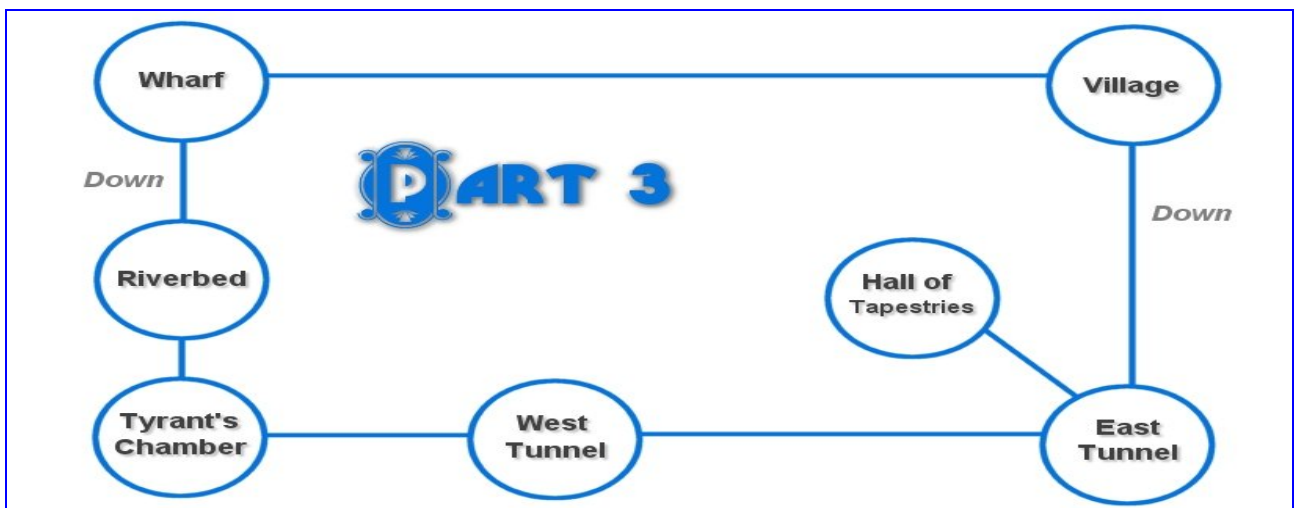 Wharf
Village
PART 3
Down
Down
Riverbed
Hall of
Tapestries
Tyrant's
Chamber
West
Tunnel
East
Tunnel